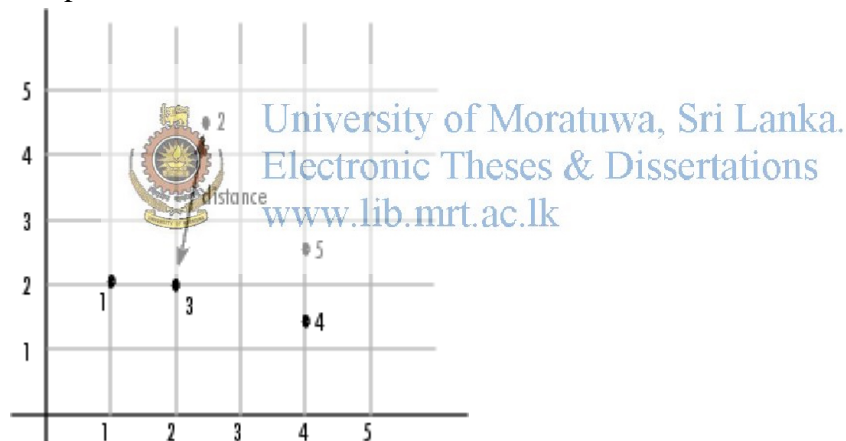 5
2
University of Moratuwa, Sri Lanka.
4
Electronic Theses & Dissertations
distance
www.lib.mrt.ac.lk
3
5
2
1
3
4
1
1 2 3 4 5